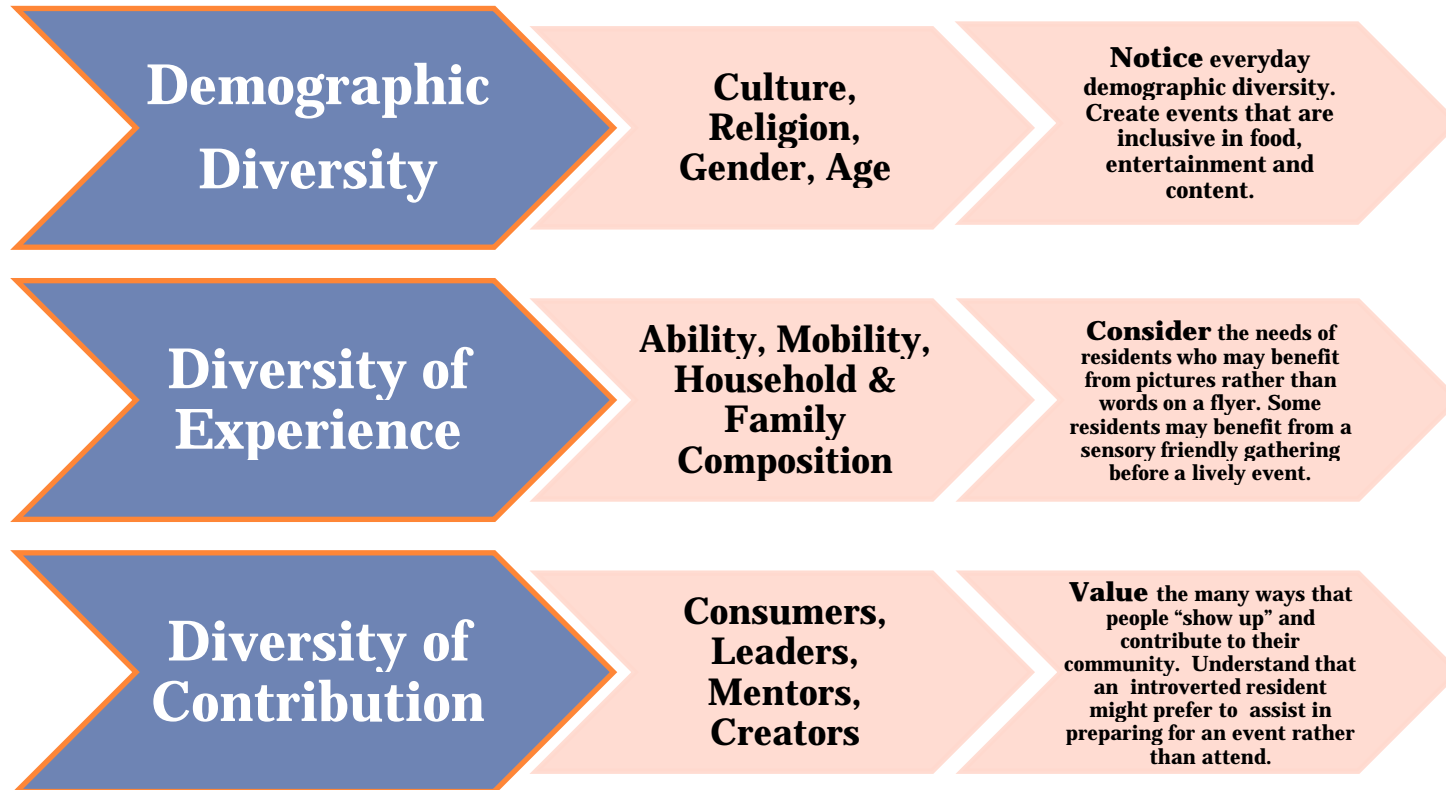 Demographic
Diversity
Culture,
Religion,
Gender, Age
Notice everyday
demographic diversity.
Create events that are
inclusive in food,
entertainment and
content.
Diversity of
Experience
Ability, Mobility,
Household &
Family
Composition
Consider the needs of
residents who may benefit
from pictures rather than
words on a flyer. Some
residents may benefit from a
sensory friendly gathering
before a lively event.
Diversity of
Contribution
Consumers,
Leaders,
Mentors,
Creators
Value the many ways that
people “show up” and
contribute to their
community. Understand that
an introverted resident
might prefer to assist in
preparing for an event rather
than attend.